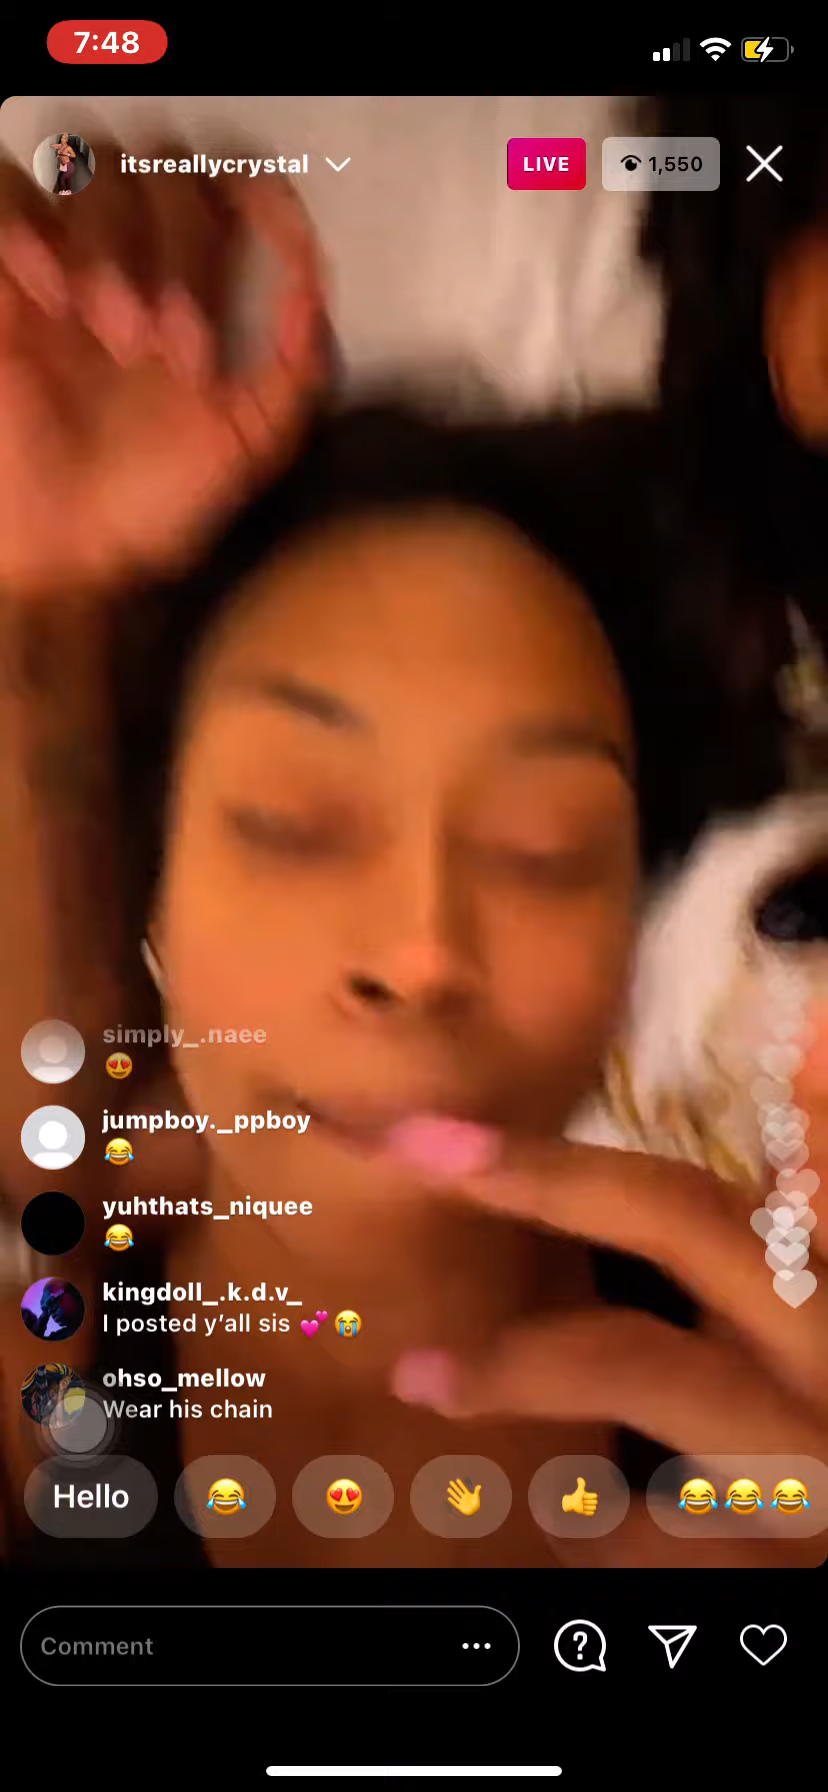 7:48
itsreallycrystal
LIVE
1,550
simply_.naee
😍
jumpboy._ppboy
😂
yuhthats_niquee
😂
kingdoll_.k.d.v_
I posted y’all sis 💕 😭
ohso_mellow
Wear his chain
Hello 😂 😍 👋 👍 😂😂😂
Comment